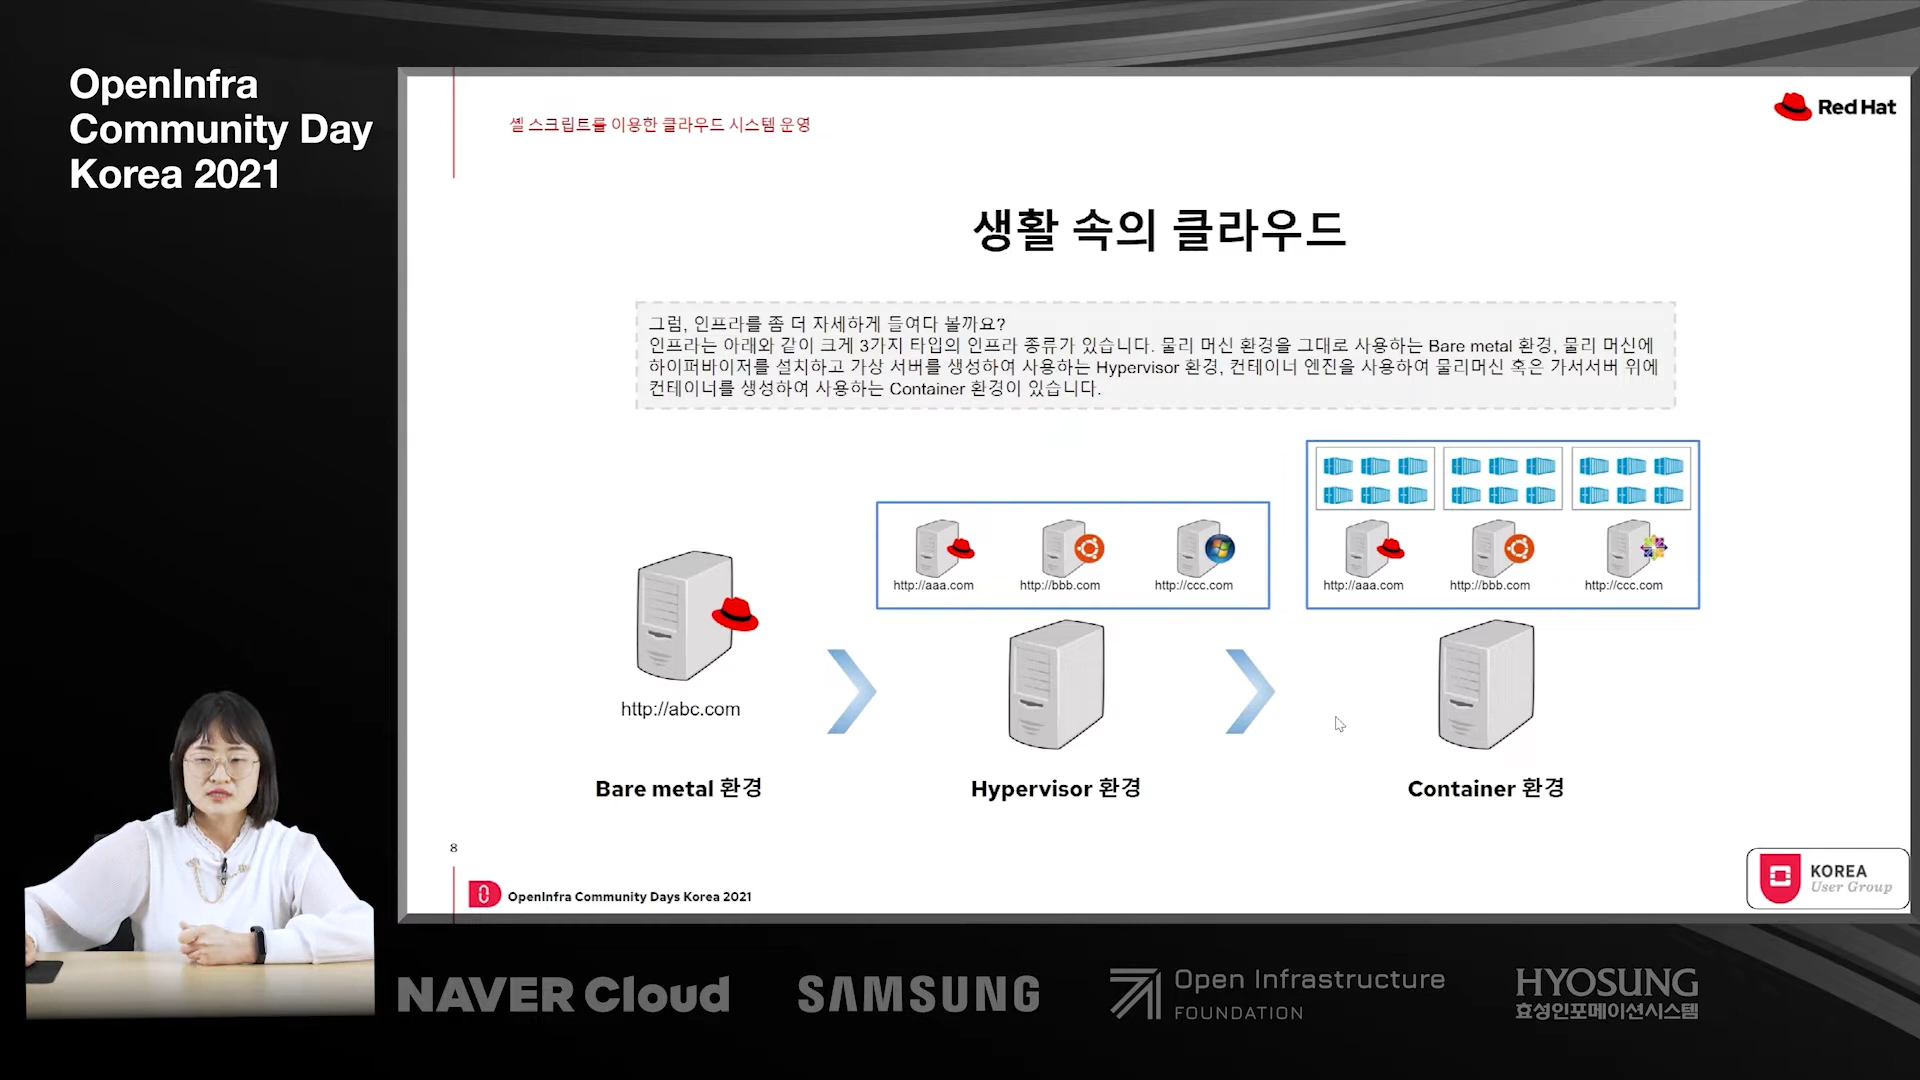 OpenInfra
Community Day
Korea 2021
셸 스크립트를 이용한 클라우드 시스템 운영
Red Hat
생활 속의 클라우드
그럼, 인프라를 좀 더 자세하게 들여다 볼까요?
인프라는 아래와 같이 크게 3가지 타입의 인프라 종류가 있습니다. 물리 머신 환경을 그대로 사용하는 Bare metal 환경, 물리 머신에
하이퍼바이저를 설치하고 가상 서버를 생성하여 사용하는 Hypervisor 환경, 컨테이너 엔진을 사용하여 물리머신 혹은 가서서버 위에
컨테이너를 생성하여 사용하는 Container 환경이 있습니다.
http://aaa.com
http://bbb.com
http://ccc.com
http://aaa.com
http://bbb.com
http://ccc.com
http://abc.com
Bare metal 환경
Hypervisor 환경
Container 환경
8
OpenInfra Community Days Korea 2021
KOREA
User Group
NAVER Cloud
SAMSUNG
Open Infrastructure
FOUNDATION
HYOSUNG
효성인포메이션시스템